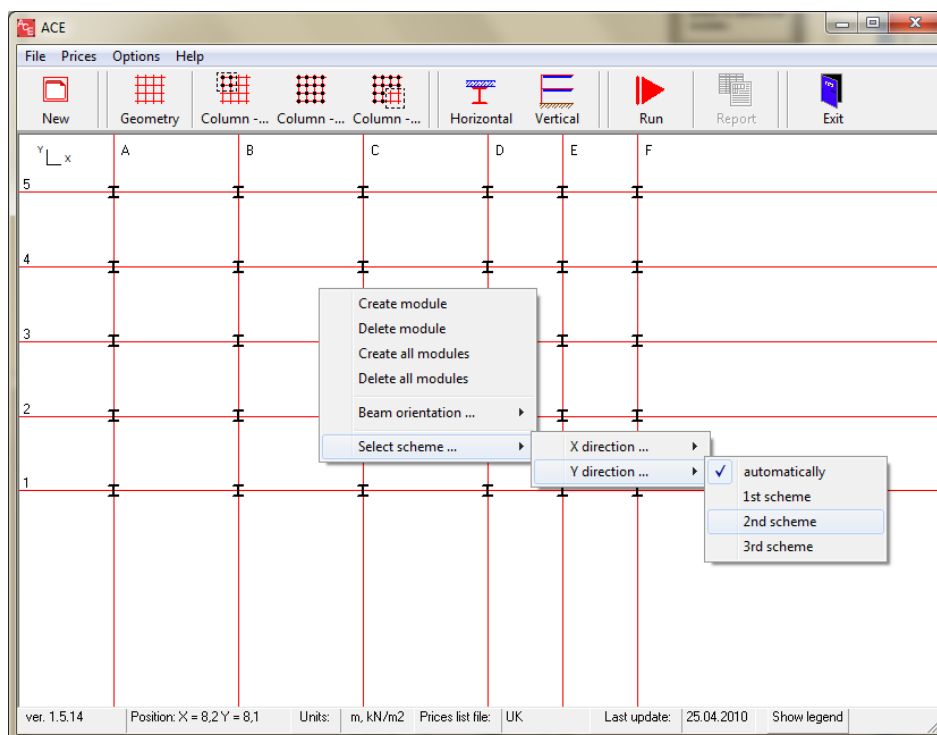 ACE
File Prices Options Help
New Geometry Column -... Column -... Column -... Horizontal Vertical Run Report Exit
Y X A B C D E F
5
4
Create module
Delete module
3
Create all modules
Delete all modules
2
Beam orientation ...
Select scheme ... X direction ...
Y direction ... automatically
1
1st scheme
2nd scheme
3rd scheme
ver. 1.5.14 Position: X = 8,2 Y = 8,1 Units: m, kN/m2 Prices list file: UK Last update: 25.04.2010 Show legend